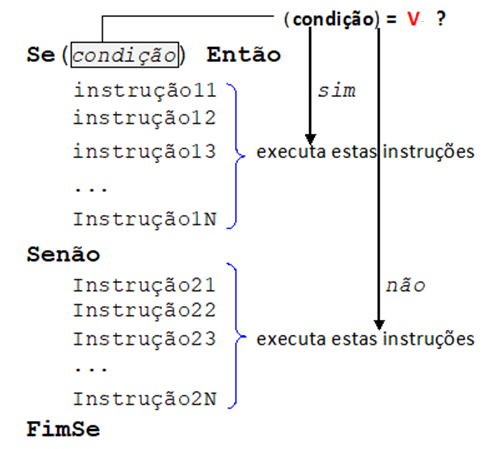 (condição) = V ?
Se(condição) Então
instrução11
sim
instrução12
instrução13
executa estas instruções
...
Instrução1N
Senão
Instrução21
não
Instrução22
Instrução23
executa estas instruções
...
Instrução2N
FimSe